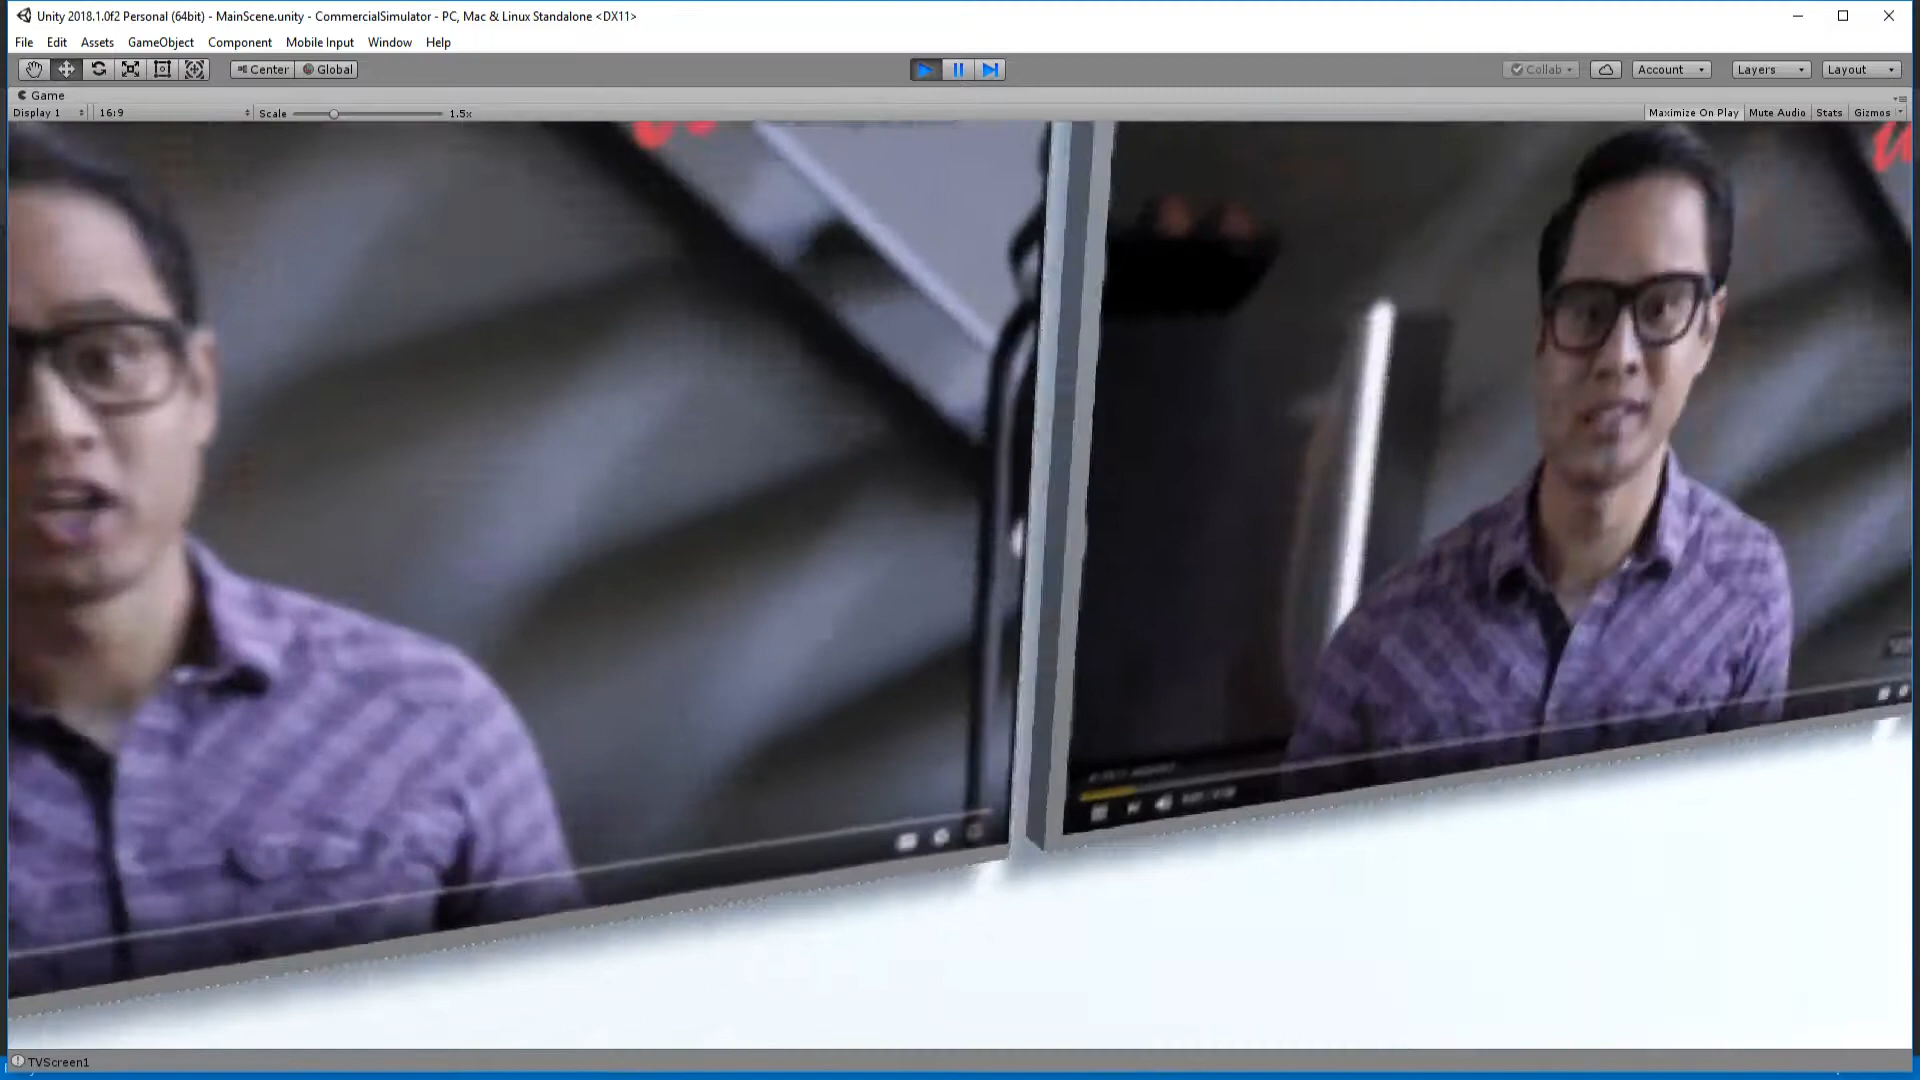 Unity 2018.1.0f2 Personal (64bit) - MainScene.unity - CommercialSimulator - PC, Mac & Linux Standalone <DX11>
File Edit Assets GameObject Component Mobile Input Window Help
Center Global Collab Account Layers Layout
Game
Display 1 16:9 Scale 1.5x Maximize On Play Mute Audio Stats Gizmos
TVScreen1